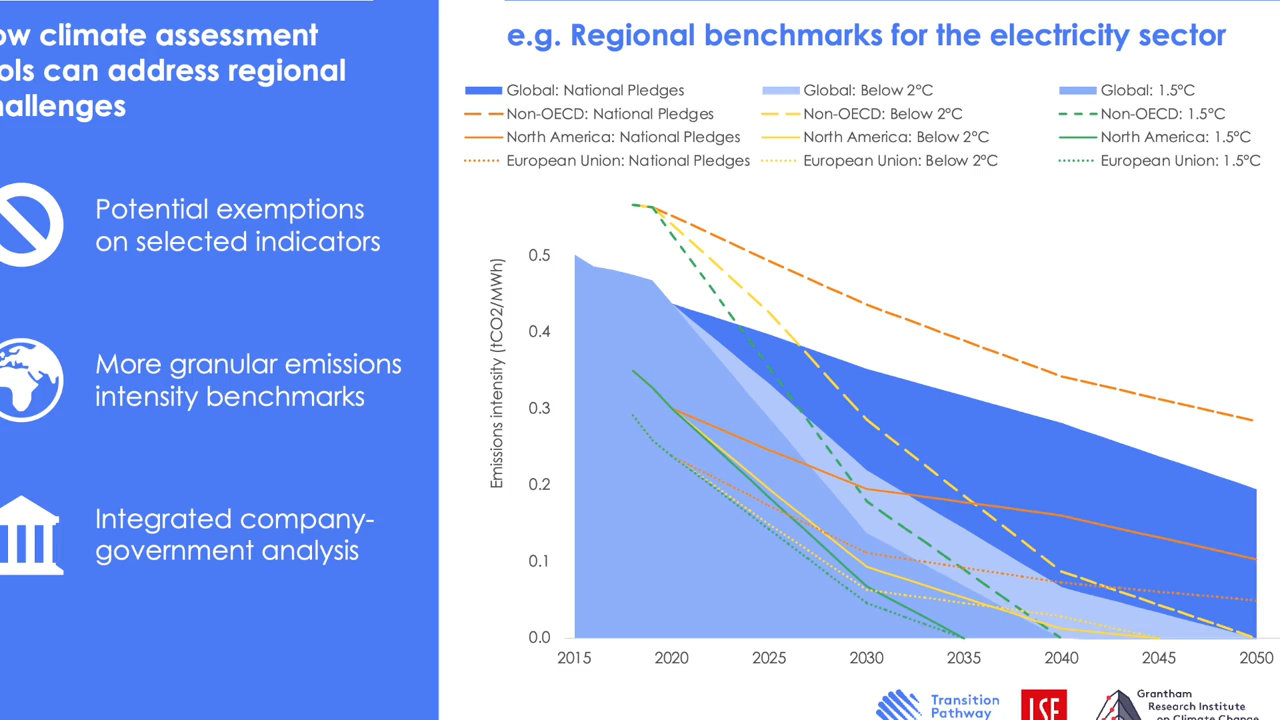 ow climate assessment
ols can address regional
hallenges
Potential exemptions
on selected indicators
More granular emissions
intensity benchmarks
Integrated company-
government analysis
e.g. Regional benchmarks for the electricity sector
Global: National Pledges
Global: Below 2°C
Global: 1.5°C
Non-OECD: National Pledges
Non-OECD: Below 2°C
Non-OECD: 1.5°C
North America: National Pledges
North America: Below 2°C
North America: 1.5°C
European Union: National Pledges
European Union: Below 2°C
European Union: 1.5°C
Emissions intensity (tCO2/MWh)
0.5
0.4
0.3
0.2
0.1
0.0
2015
2020
2025
2030
2035
2040
2045
2050
Transition
Pathway
LSE
Grantham
Research Institute
on Climate Change